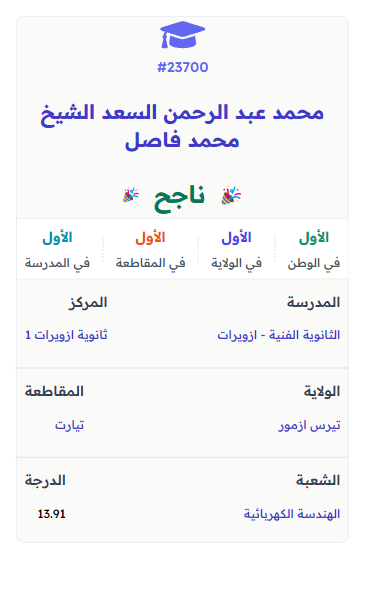 #23700
محمد عبد الرحمن السعد الشيخ
محمد فاصل
ناجح
الأول
في الوطن
الأول
في الولاية
الأول
في المقاطعة
الأول
في المدرسة
المدرسة
الثانوية الفنية - ازويرات
المركز
ثانوية ازويرات 1
الولاية
تيرس ازمور
المقاطعة
تيارت
الشعبة
الهندسة الكهربائية
الدرجة
13.91